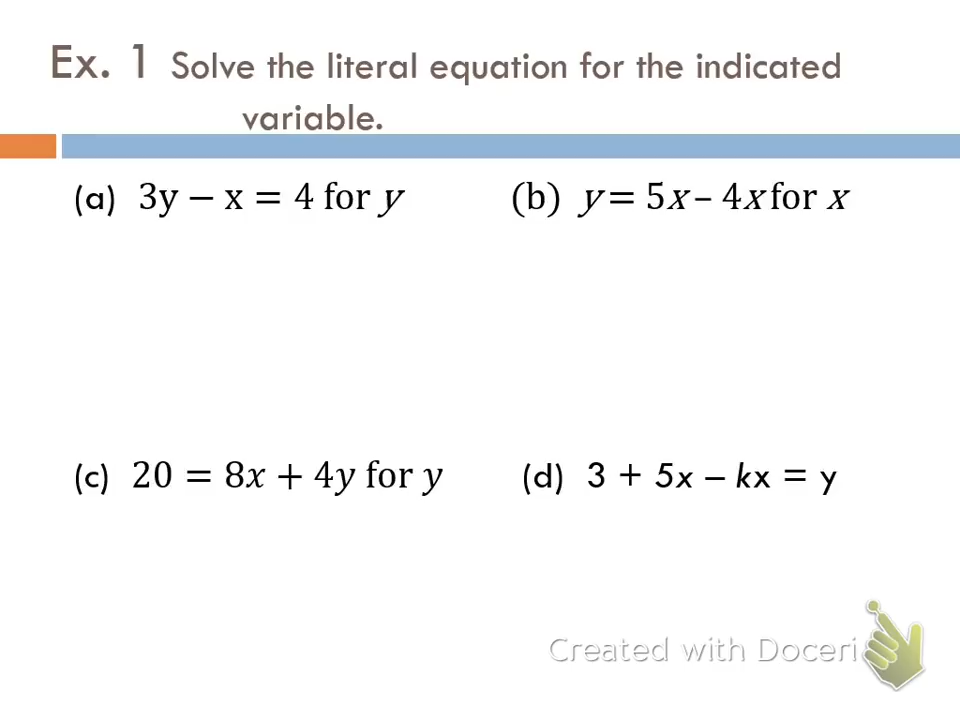 Ex. 1 Solve the literal equation for the indicated
variable.
(a) 3y − x = 4 for y
(b) y = 5x – 4x for x
(c) 20 = 8x + 4y for y
(d) 3 + 5x – kx = y
Created with Doceri